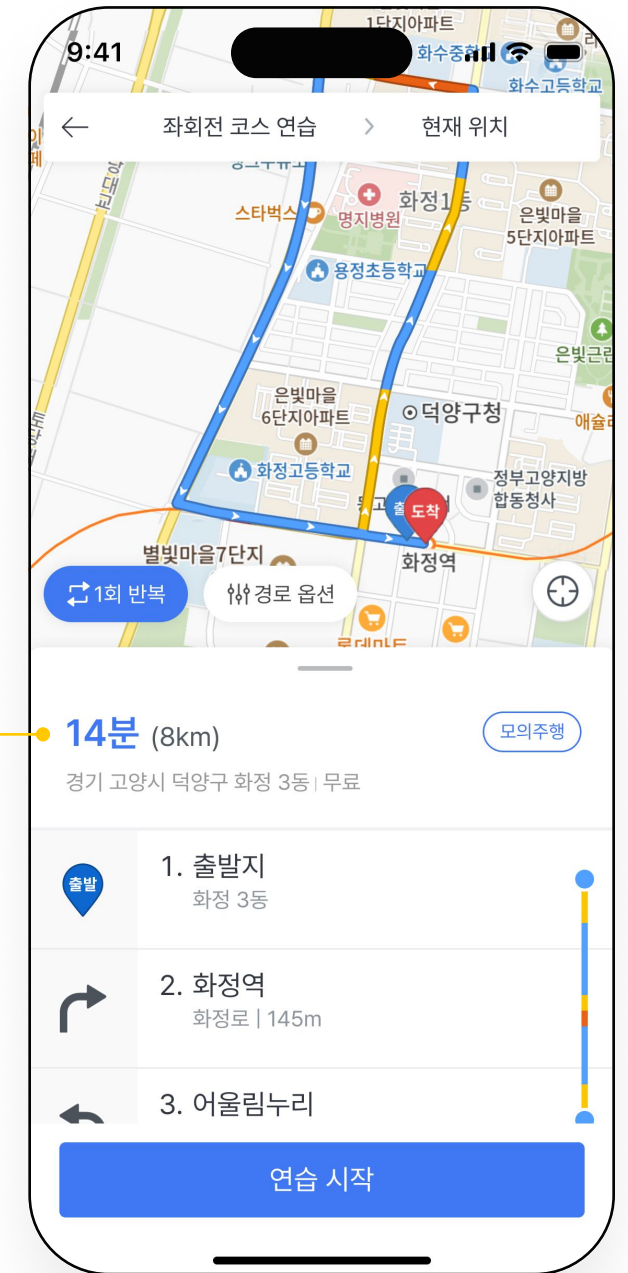 1단지아파트
9:41
화수중학
화수고등학교
좌회전 코스 연습
현재 위치
스타벅스
명지병원
화정1동
은빛마을
5단지아파트
용정초등학교
은빛근린
은빛마을
6단지아파트
덕양구청
애슐리
화정고등학교
정부고양지방
합동청사
출
도착
별빛마을7단지
화정역
1회 반복
경로 옵션
롯데마트
14분 (8km)
모의주행
경기 고양시 덕양구 화정 3동 | 무료
출발
1. 출발지
화정 3동
2. 화정역
화정로 | 145m
3. 어울림누리
연습 시작